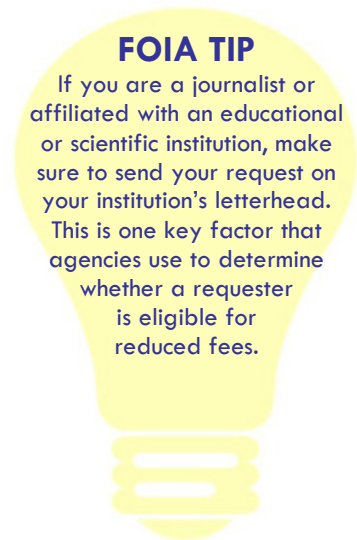 FOIA TIP
If you are a journalist or
affiliated with an educational
or scientific institution, make
sure to send your request on
your institution’s letterhead.
This is one key factor that
agencies use to determine
whether a requester
is eligible for
reduced fees.